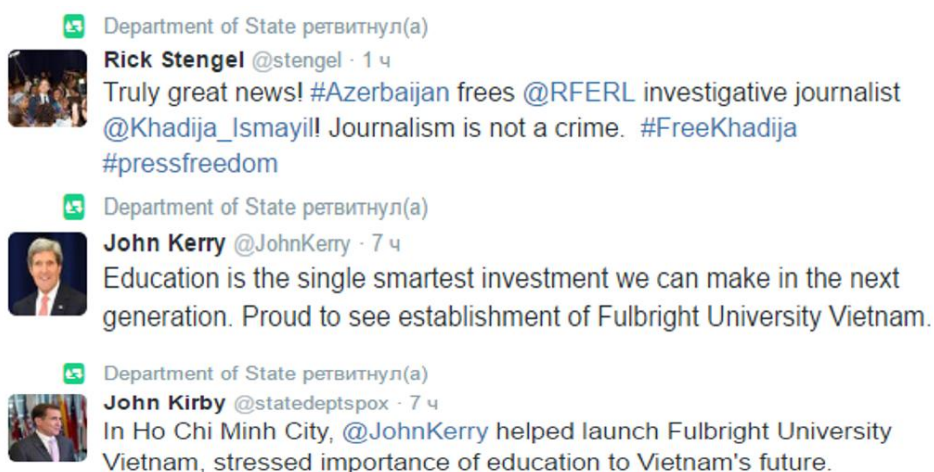 Department of State ретвитнул(а)
Rick Stengel @stengel · 1 ч
Truly great news! #Azerbaijan frees @RFERL investigative journalist
@Khadija_Ismayil! Journalism is not a crime. #FreeKhadija
#pressfreedom
Department of State ретвитнул(а)
John Kerry @JohnKerry · 7 ч
Education is the single smartest investment we can make in the next
generation. Proud to see establishment of Fulbright University Vietnam.
Department of State ретвитнул(а)
John Kirby @statedeptspox · 7 ч
In Ho Chi Minh City, @JohnKerry helped launch Fulbright University
Vietnam, stressed importance of education to Vietnam's future.